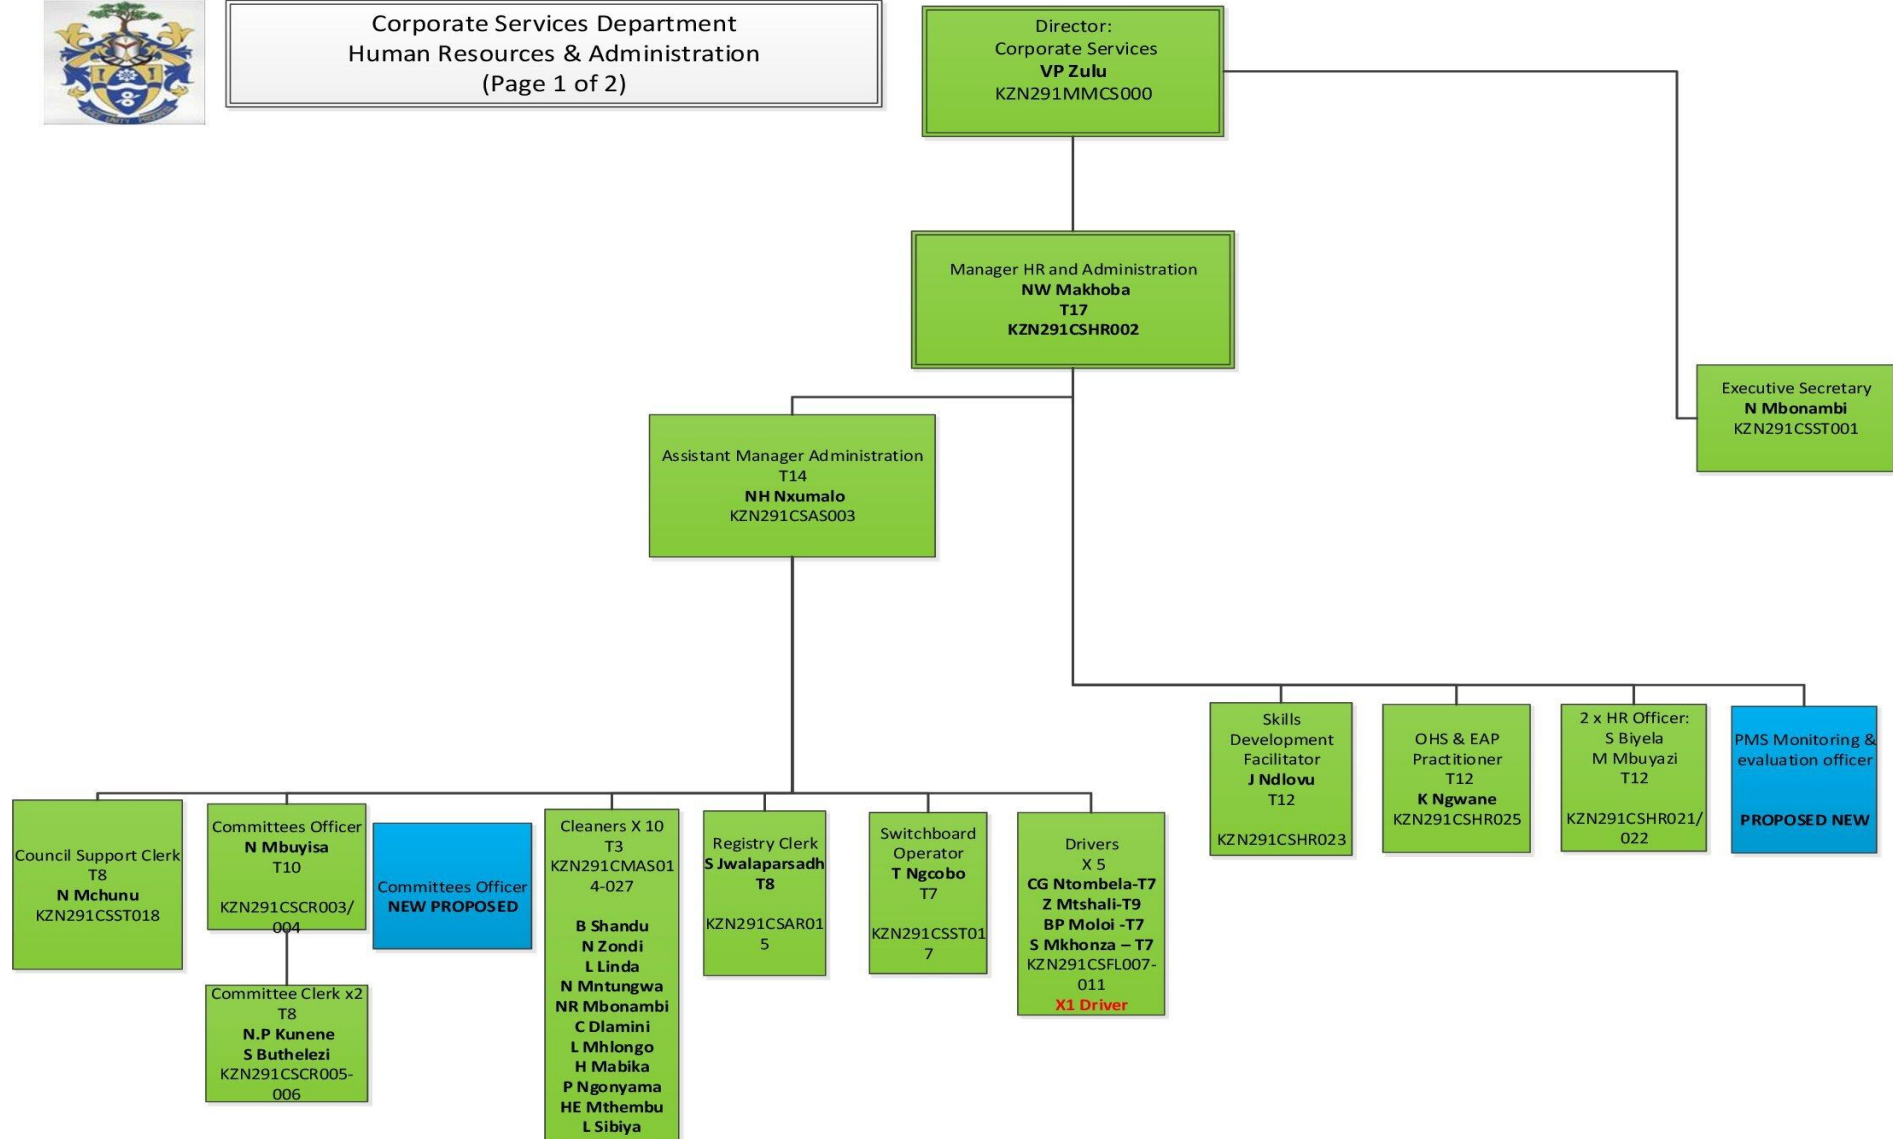 Corporate Services Department
Human Resources & Administration
(Page 1 of 2)
Director:
Corporate Services
VP Zulu
KZN291MMCS000
Manager HR and Administration
NW Makhoba
T17
KZN291CSHR002
Executive Secretary
N Mbonambi
KZN291CSST001
Assistant Manager Administration
T14
NH Nxumalo
KZN291CSAS003
Skills
Development
Facilitator
J Ndlovu
T12
KZN291CSHR023
OHS & EAP
Practitioner
T12
K Ngwane
KZN291CSHR025
2 x HR Officer:
S Biyela
M Mbuyazi
T12
KZN291CSHR021/
022
PMS Monitoring &
evaluation officer
PROPOSED NEW
Council Support Clerk
T8
N Mchunu
KZN291CSST018
Committees Officer
N Mbuyisa
T10
KZN291CSCR003/
004
Committee Clerk x2
T8
N.P Kunene
S Buthelezi
KZN291CSCR005-
006
Committees Officer
NEW PROPOSED
Cleaners X 10
T3
KZN291CMAS01
4-027
B Shandu
N Zondi
L Linda
N Mntungwa
NR Mbonambi
C Dlamini
L Mhlongo
H Mabika
P Ngonyama
HE Mthembu
L Sibiya
Registry Clerk
S Jwalaparsadh
T8
KZN291CSAR01
5
Switchboard
Operator
T Ngcobo
T7
KZN291CSST01
7
Drivers
X 5
CG Ntombela-T7
Z Mtshali-T9
BP Moloi -T7
S Mkhonza – T7
KZN291CSFL007-
011
X1 Driver